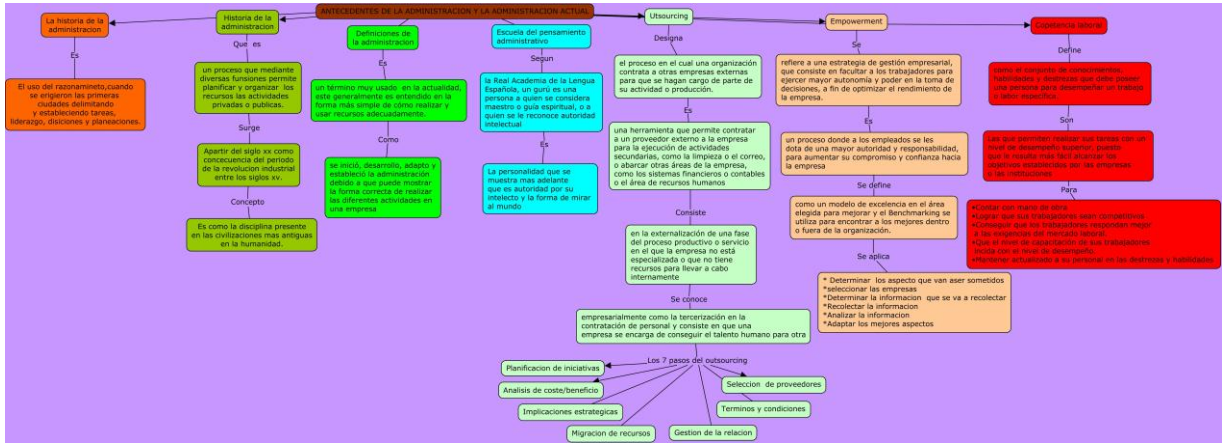 ANTECEDENTES DE LA ADMINISTRACION Y LA ADMINISTRACION ACTUAL
La historia de la
administracion
Es
El uso del razonamineto,cuando
se erigieron las primeras
ciudades delimitando
y estableciendo tareas,
liderazgo, disiciones y planeaciones.
Historia de la
administracion
Que es
un proceso que mediante
diversas funsiones permite
planificar y organizar los
recursos las actividades
privadas o publicas.
Surge
Apartir del siglo xx como
concecuencia del periodo
de la revolucion industrial
entre los siglos xv.
Concepto
Es como la disciplina presente
en las civilizaciones mas antiguas
en la humanidad.
Definiciones de
la administracion
Es
un término muy usado en la actualidad,
este generalmente es entendido en la
forma más simple de cómo realizar y
usar recursos adecuadamente.
Como
se inició, desarrollo, adapto y
estableció la administración
debido a que puede mostrar
la forma correcta de realizar
las diferentes actividades en
una empresa
Escuela del pensamiento
administrativo
Segun
la Real Academia de la Lengua
Española, un gurú es una
persona a quien se considera
maestro o guía espiritual, o a
quien se le reconoce autoridad
intelectual
Es
La personalidad que se
muestra mas adelante
que es autoridad por su
intelecto y la forma de mirar
al mundo
Utsourcing
Designa
el proceso en el cual una organización
contrata a otras empresas externas
para que se hagan cargo de parte de
su actividad o producción.
Es
una herramienta que permite contratar
a un proveedor externo a la empresa
para la ejecución de actividades
secundarias, como la limpieza o el correo,
o abarcar otras áreas de la empresa,
como los sistemas financieros o contables
o el área de recursos humanos
Consiste
en la externalización de una fase
del proceso productivo o servicio
en el que la empresa no está
especializada o que no tiene
recursos para llevar a cabo
internamente
Se conoce
empresarialmente como la tercerización en la
contratación de personal y consiste en que una
empresa se encarga de conseguir el talento humano para otra
Los 7 pasos del outsourcing
Planificacion de iniciativas
Analisis de coste/beneficio
Implicaciones estrategicas
Migracion de recursos
Gestion de la relacion
Terminos y condiciones
Seleccion de proveedores
Empowerment
Se
refiere a una estrategia de gestión empresarial,
que consiste en facultar a los trabajadores para
ejercer mayor autonomía y poder en la toma de
decisiones, a fin de optimizar el rendimiento de
la empresa.
Es
un proceso donde a los empleados se les
dota de una mayor autoridad y responsabilidad,
para aumentar su compromiso y confianza hacia
la empresa
Se define
como un modelo de excelencia en el área
elegida para mejorar y el Benchmarking se
utiliza para encontrar a los mejores dentro
o fuera de la organización.
Se aplica
* Determinar los aspecto que van aser sometidos
*seleccionar las empresas
*Determinar la informacion que se va a recolectar
*Recolectar la informacion
*Analizar la informacion
*Adaptar los mejores aspectos
Copetancia laboral
Define
como el conjunto de conocimientos,
habilidades y destrezas que debe poseer
una persona para desempeñar un trabajo
o labor específica
Son
Las que permiten realizar sus tareas con un
nivel de desempeño superior, puesto
que le resulta más fácil alcanzar los
objetivos establecidos por las empresas
a las instituciones
Para
•Contar con mano de obra
•Lograr que sus trabajadores sean competitivos
•Conseguir que los trabajadores respondan mejor
a las exigencias del mercado laboral.
•Que el nivel de capacitación de sus trabajadores
incida con el nivel de desempeño.
•Mantener actualizado a su personal en las destrezas y habilidades